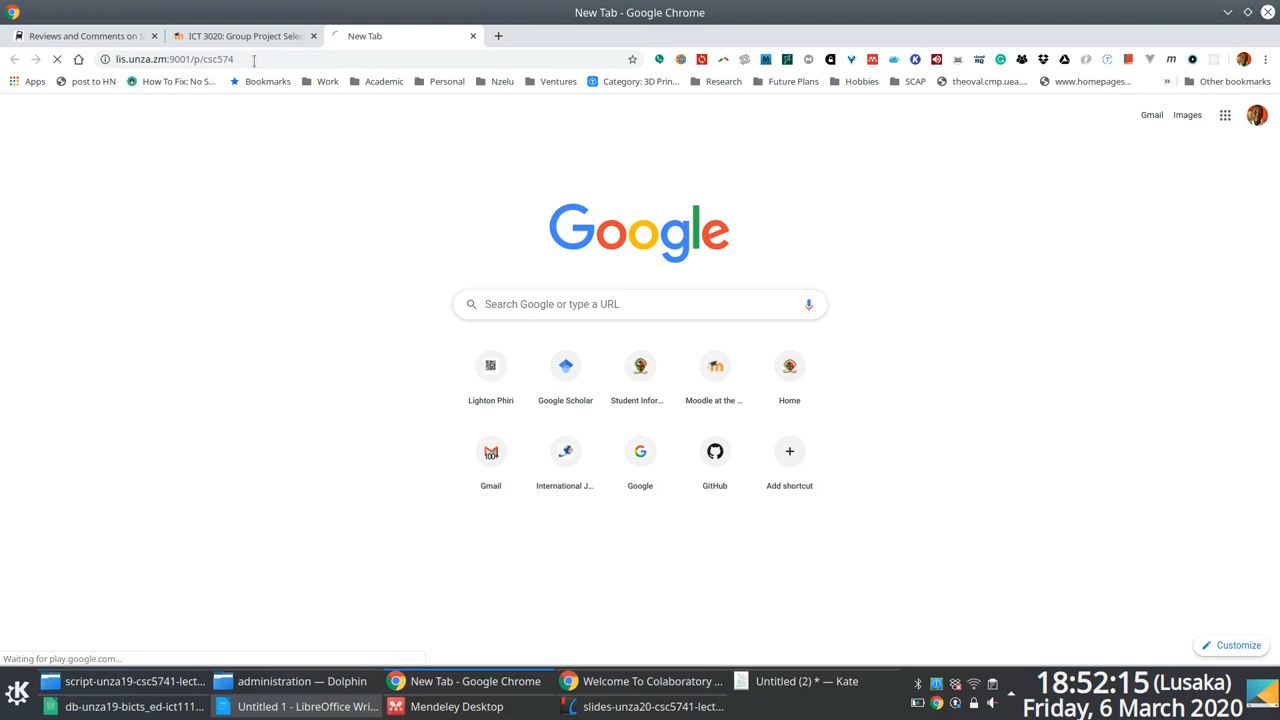 New Tab - Google Chrome
Reviews and Comments on S
ICT 3020: Group Project Selec
New Tab
lis.unza.zm:9001/p/csc574
Apps
post to HN
How To Fix: No S...
Bookmarks
Work
Academic
Personal
Nzelu
Ventures
Category: 3D Prin...
Research
Future Plans
Hobbies
SCAP
theoval.cmp.uea....
www.homepages...
»
Other bookmarks
Gmail
Images
Google
Search Google or type a URL
Lighton Phiri
Google Scholar
Student Infor...
Moodle at the ...
Home
Gmail
International J...
Google
GitHub
Add shortcut
Customize
Waiting for play.google.com...
script-unza19-csc5741-lect...
administration — Dolphin
New Tab - Google Chrome
Welcome To Colaboratory ...
Untitled (2) * — Kate
db-unza19-bicts_ed-ict111...
Untitled 1 - LibreOffice Wri...
Mendeley Desktop
slides-unza20-csc5741-lect...
18:52:15 (Lusaka)
Friday, 6 March 2020